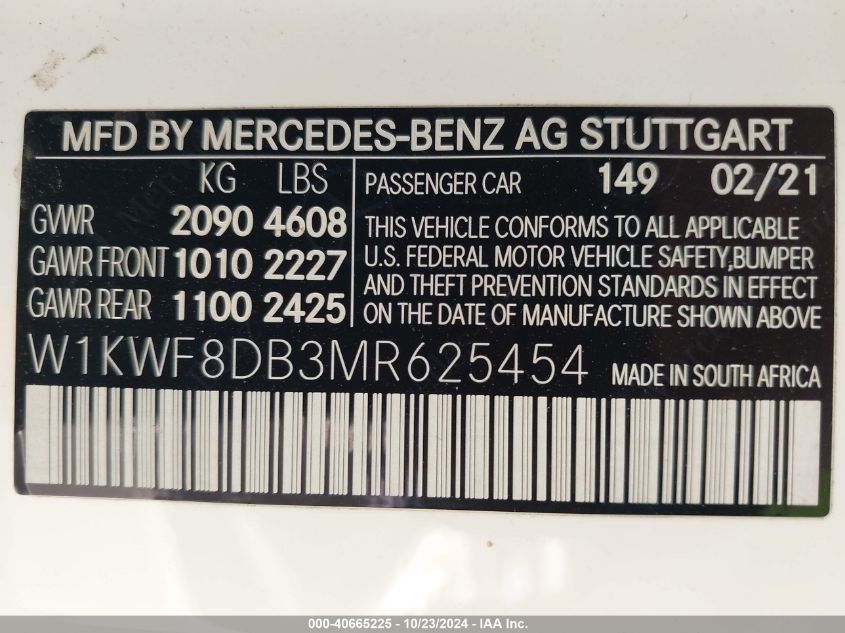 MFD BY MERCEDES-BENZ AG STUTTGART
KG LBS
GVWR 2090 4608
GAWR FRONT 1010 2227
GAWR REAR 1100 2425
PASSENGER CAR 149 02/21
THIS VEHICLE CONFORMS TO ALL APPLICABLE
U.S. FEDERAL MOTOR VEHICLE SAFETY,BUMPER
AND THEFT PREVENTION STANDARDS IN EFFECT
ON THE DATE OF MANUFACTURE SHOWN ABOVE
W1KWF8DB3MR625454 MADE IN SOUTH AFRICA
000-40665225 - 10/23/2024 - IAA Inc.